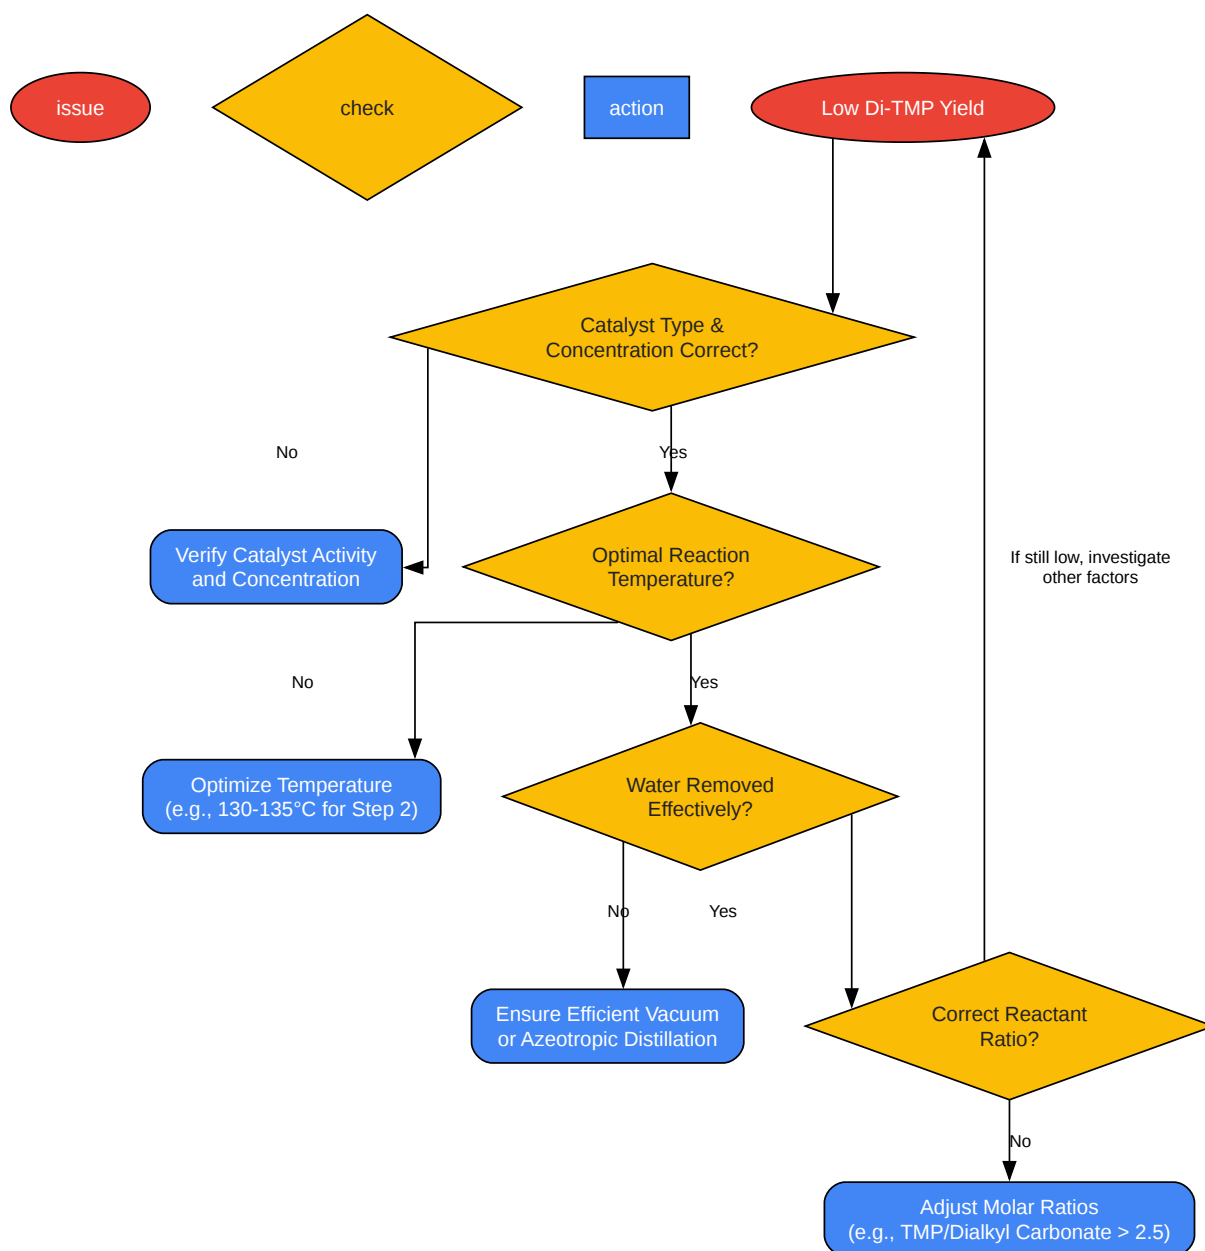 issue
check
action
Low Di-TMP Yield
Catalyst Type &
Concentration Correct?
No
Yes
Verify Catalyst Activity
and Concentration
Optimal Reaction
Temperature?
If still low, investigate
other factors
No
Yes
Optimize Temperature
(e.g., 130-135°C for Step 2)
Water Removed
Effectively?
No
Yes
Ensure Efficient Vacuum
or Azeotropic Distillation
Correct Reactant
Ratio?
No
Adjust Molar Ratios
(e.g., TMP/Dialkyl Carbonate > 2.5)